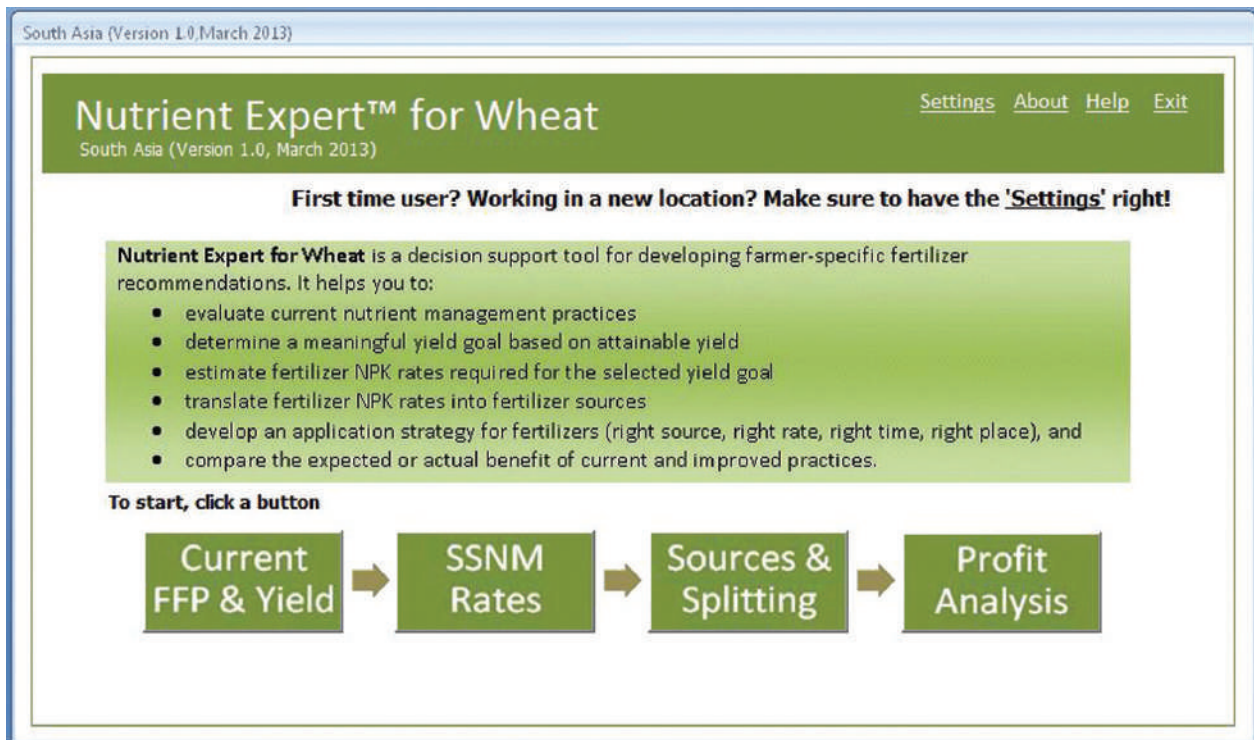 South Asia (Version 1.0,March 2013)
Nutrient Expert™ for Wheat
South Asia (Version 1.0, March 2013)
Settings About Help Exit
First time user? Working in a new location? Make sure to have the 'Settings' right!
Nutrient Expert for Wheat is a decision support tool for developing farmer-specific fertilizer
recommendations. It helps you to:
• evaluate current nutrient management practices
• determine a meaningful yield goal based on attainable yield
• estimate fertilizer NPK rates required for the selected yield goal
• translate fertilizer NPK rates into fertilizer sources
• develop an application strategy for fertilizers (right source, right rate, right time, right place), and
• compare the expected or actual benefit of current and improved practices.
To start, click a button
Current
FFP & Yield
SSNM
Rates
Sources &
Splitting
Profit
Analysis